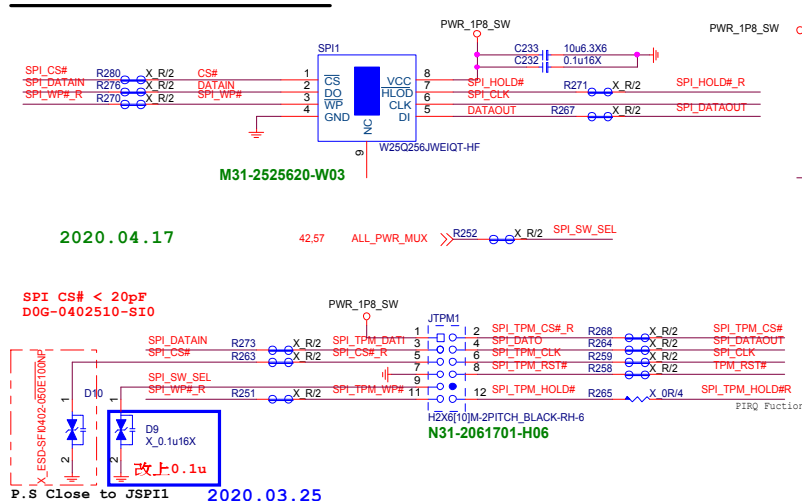 PWR_1P8_SW
PWR_1P8_SW
SPI1
C233 10u6.3X6
C232 0.1u16X
SPI_CS# R280 X_R/2 CS# 1 CS VCC 8
SPI_DATAIN R276 X_R/2 DATAIN 2 DO HLOD 7 SPI_HOLD# R271 X_R/2 SPI_HOLD#_R
SPI_WP#_R R270 X_R/2 SPI_WP# 3 WP CLK 6 SPI_CLK
4 GND DI 5 DATAOUT R267 X_R/2 SPI_DATAOUT
NC
9
W25Q256JWEIQT-HF
M31-2525620-W03
2020.04.17
42,57 ALL_PWR_MUX R252 X_R/2 SPI_SW_SEL
SPI CS# < 20pF
D0G-0402510-SI0
PWR_1P8_SW
JTPM1
1 2 SPI_TPM_CS#_R R268 X_R/2 SPI_TPM_CS#
SPI_DATAIN R273 X_R/2 SPI_TPM_DATI 3 4 SPI_DATO R264 X_R/2 SPI_DATAOUT
SPI_CS# R263 X_R/2 SPI_CS#_R 5 6 SPI_TPM_CLK R259 X_R/2 SPI_CLK
7 8 SPI_TPM_RST# R258 X_R/2 TPM_RST#
SPI_SW_SEL 9
SPI_WP#_R R251 X_R/2 SPI_TPM_WP# 11 12 SPI_TPM_HOLD# R265 X_0R/4 SPI_TPM_HOLD#R
PIRQ Fuction
H2X6[10]M-2PITCH_BLACK-RH-6
N31-2061701-H06
X_ESD-SFI0402-050E100NP
D10
1
2
1
D9
X_0.1u16X
2
改上0.1u
P.S Close to JSPI1
2020.03.25